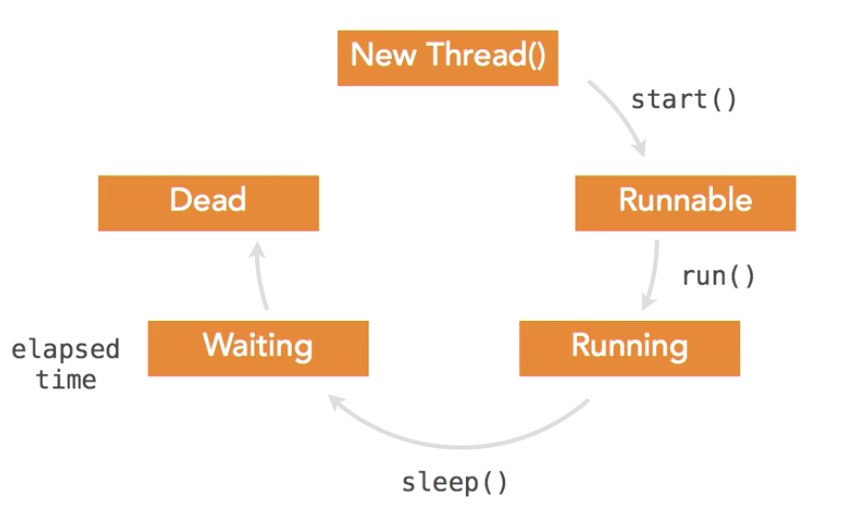 New Thread()
start()
Dead
Runnable
run()
Waiting
Running
elapsed
time
sleep()